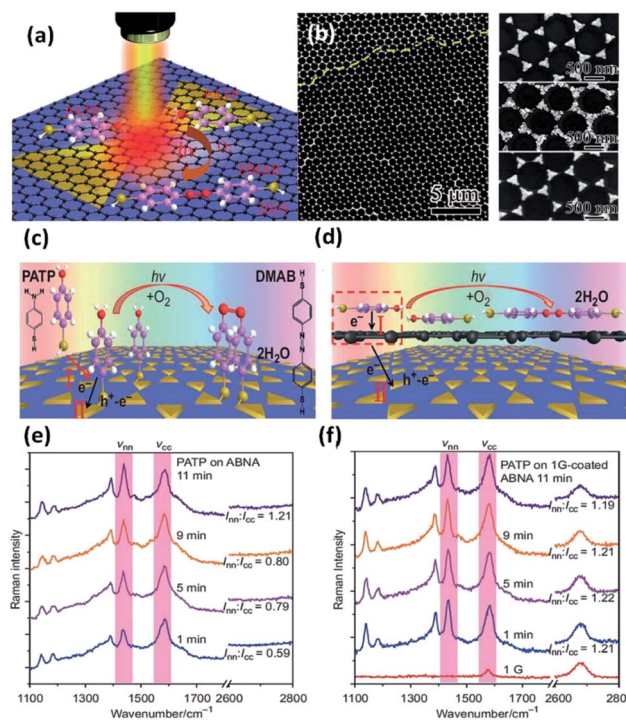 (a)
DMAB
(b)
5 μm
500 nm
500 nm
500 nm
(c)
PATP
hν
+O2
DMAB
2H2O
I
e⁻
II
h⁺-e⁻
(d)
hν
+O2
2H2O
e⁻
I
e⁻
II
h⁺-e⁻
(e)
νnn
νcc
PATP on ABNA
11 min
Inn:Icc = 1.21
9 min
Inn:Icc = 0.80
5 min
Inn:Icc = 0.79
1 min
Inn:Icc = 0.59
Raman Intensity
1100
1300
1500
1700
2600
2800
Wavenumber/cm⁻¹
(f)
νnn
νcc
PATP on 1G-coated
ABNA 11 min
Inn:Icc = 1.19
9 min
Inn:Icc = 1.21
5 min
Inn:Icc = 1.22
1 min
Inn:Icc = 1.21
1 G
Raman Intensity
1100
1300
1500
1700
2600
280
Wavenumber/cm⁻¹